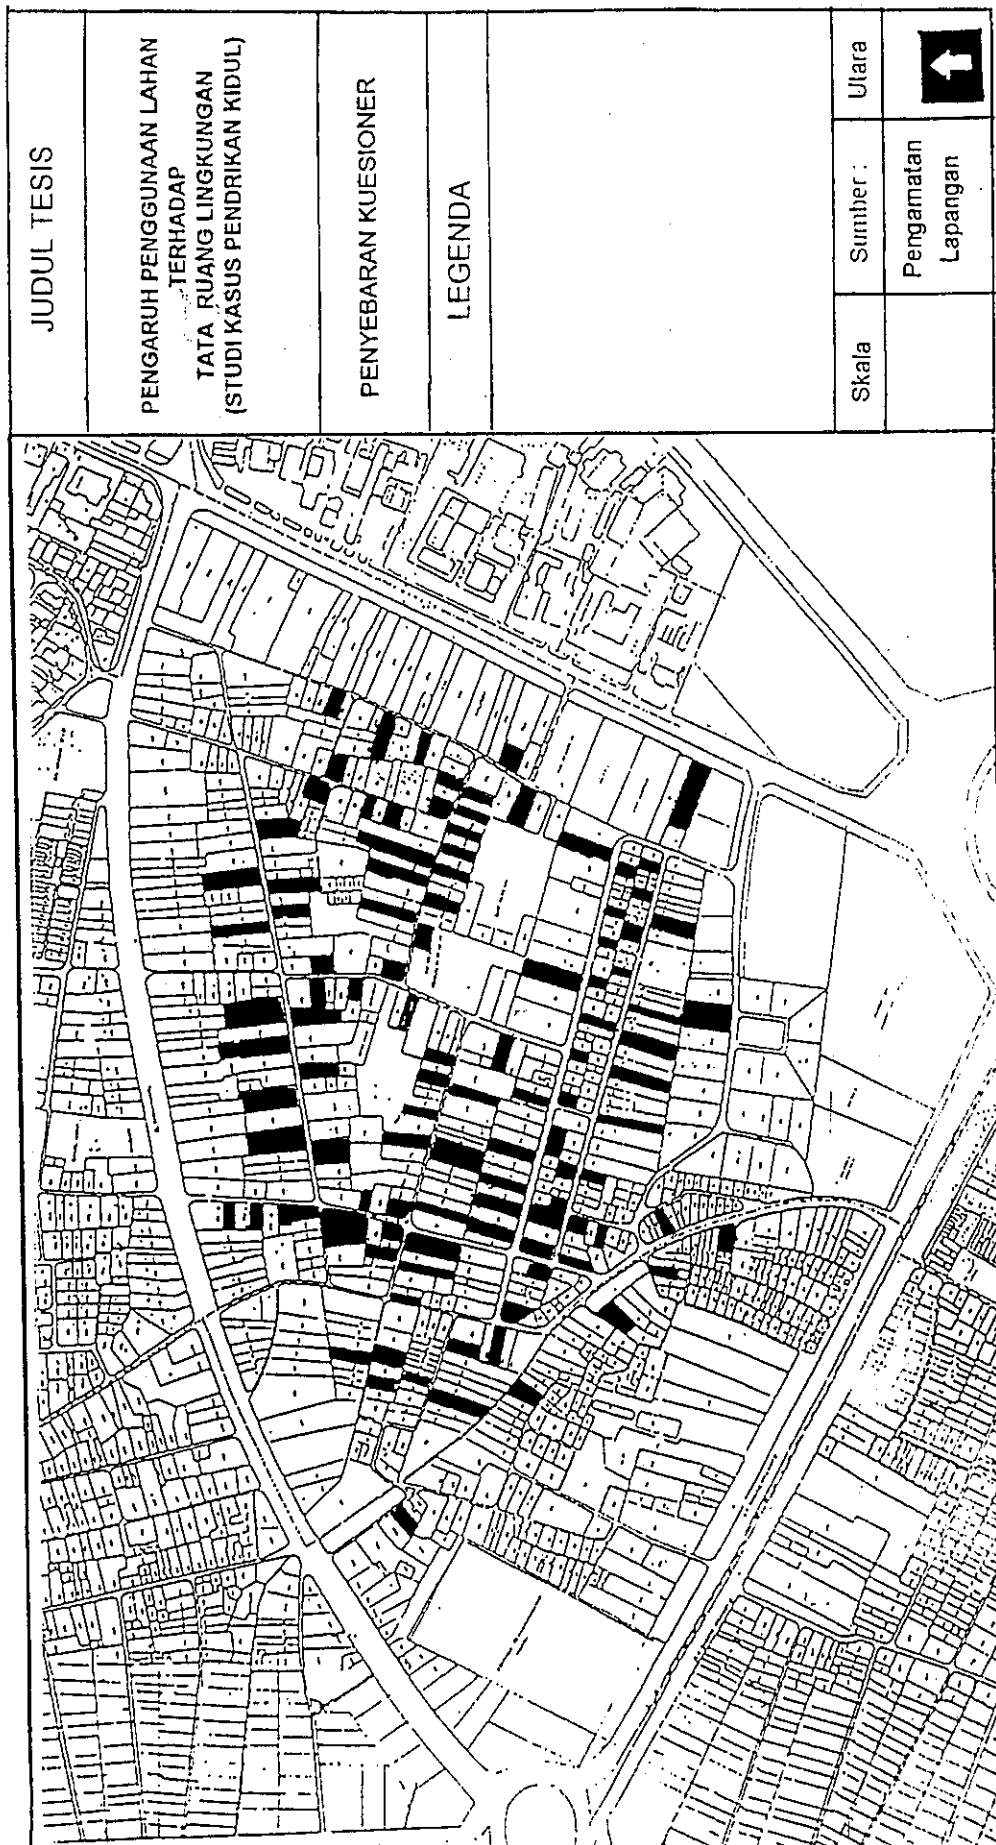 JUDUL TESIS
PENGARUH PENGGUNAAN LAHAN
TERHADAP
TATA RUANG LINGKUNGAN
(STUDI KASUS PENDRIKAN KIDUL)
PENYEBARAN KUESIONER
LEGENDA
Skala
Sumber :
Utara
Pengamatan
Lapangan